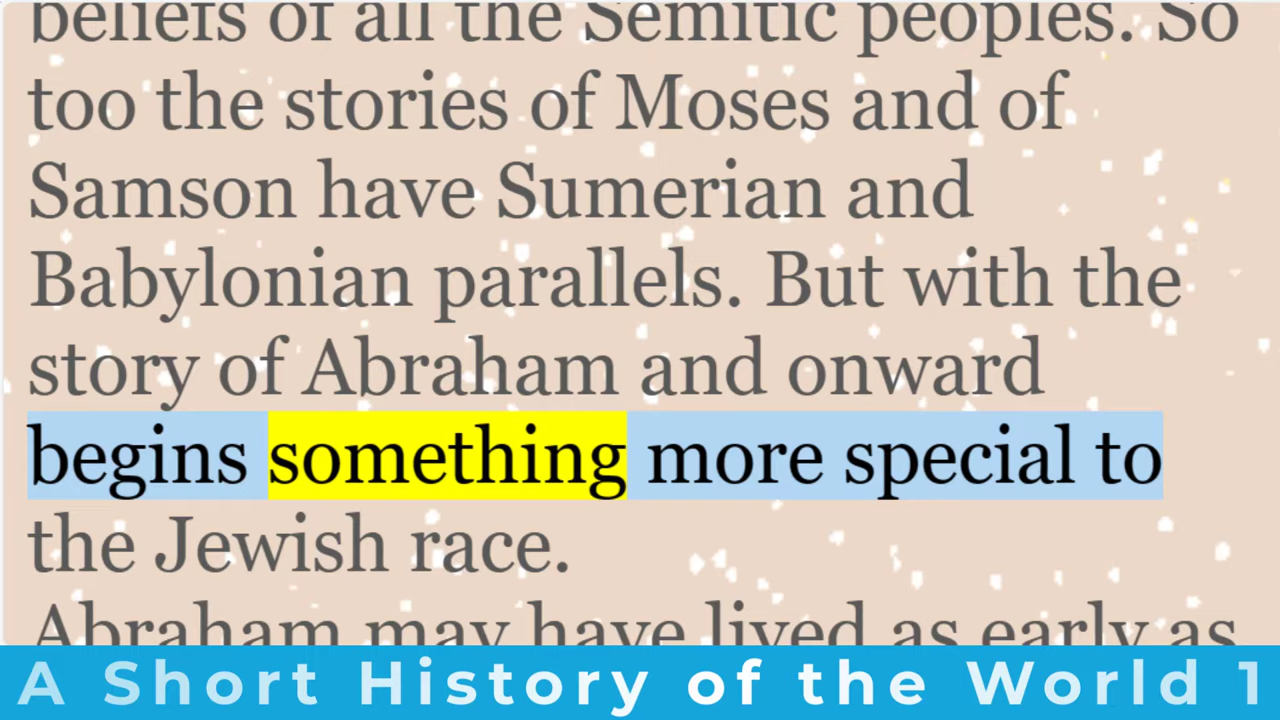 beliefs of all the Semitic peoples. So
too the stories of Moses and of
Samson have Sumerian and
Babylonian parallels. But with the
story of Abraham and onward
begins something more special to
the Jewish race.
Abraham may have lived as early as
A Short History of the World 1